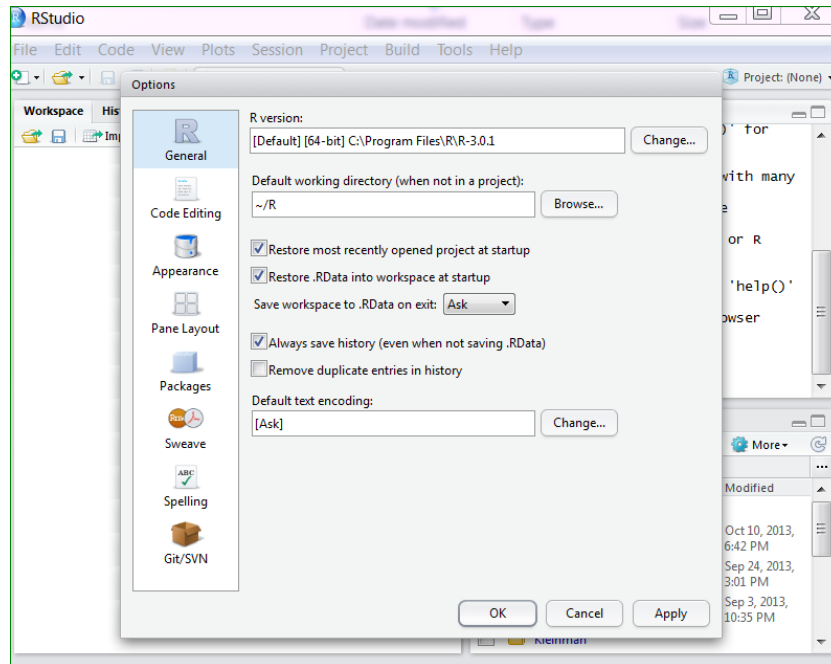 RStudio
Date modified Type Size
File Edit Code View Plots Session Project Build Tools Help
Project: (None)
Options
Workspace His
Imp
General
Code Editing
Appearance
Pane Layout
Packages
Sweave
ABC
Spelling
Git/SVN
R version:
[Default] [64-bit] C:\Program Files\R\R-3.0.1
Change...
Default working directory (when not in a project):
~/R
Browse...
Restore most recently opened project at startup
Restore .RData into workspace at startup
Save workspace to .RData on exit: Ask
Always save history (even when not saving .RData)
Remove duplicate entries in history
Default text encoding:
[Ask]
Change...
OK Cancel Apply
)' for
with many
or R
'help()'
owser
More
...
Modified
Oct 10, 2013,
6:42 PM
Sep 24, 2013,
3:01 PM
Sep 3, 2013,
10:35 PM
Kleinman